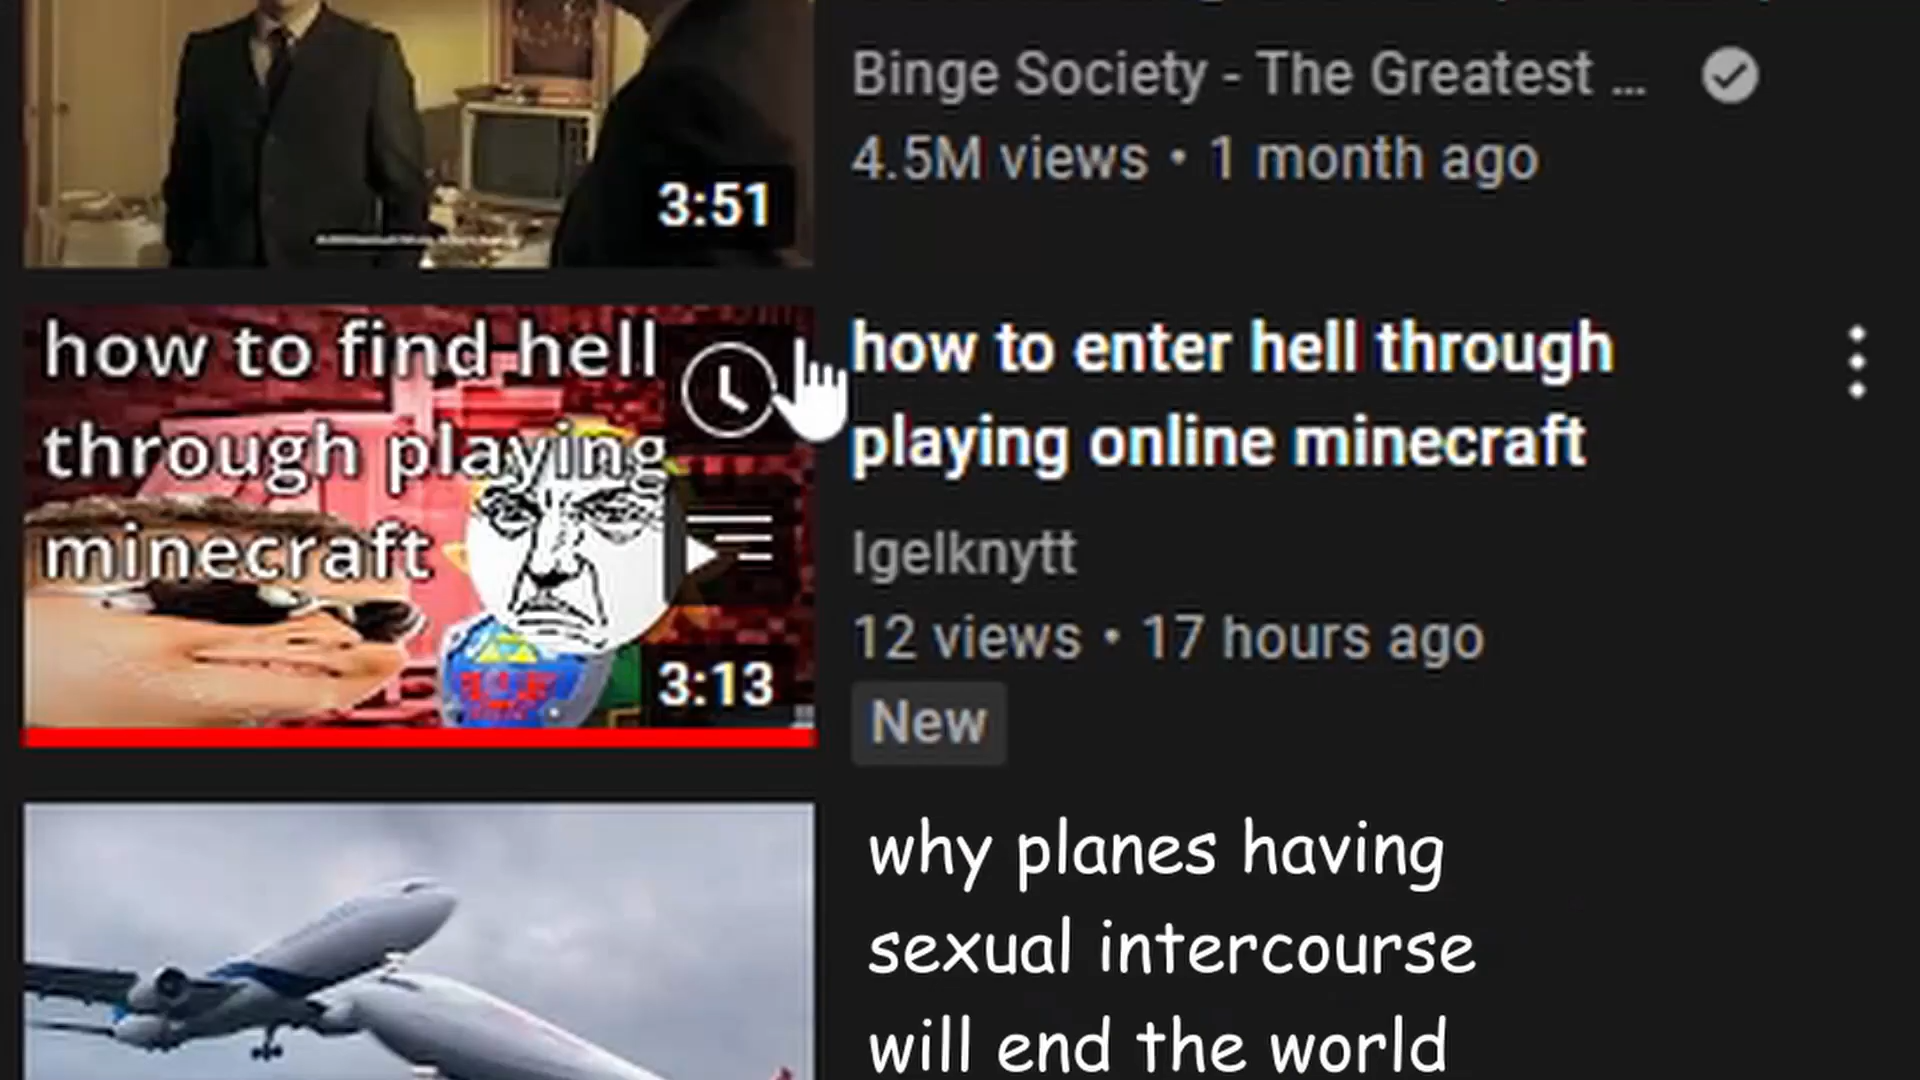 Binge Society - The Greatest ...
4.5M views • 1 month ago
3:51
how to find hell
through playing
minecraft
3:13
how to enter hell through
playing online minecraft
Igelknytt
12 views • 17 hours ago
New
why planes having
sexual intercourse
will end the world